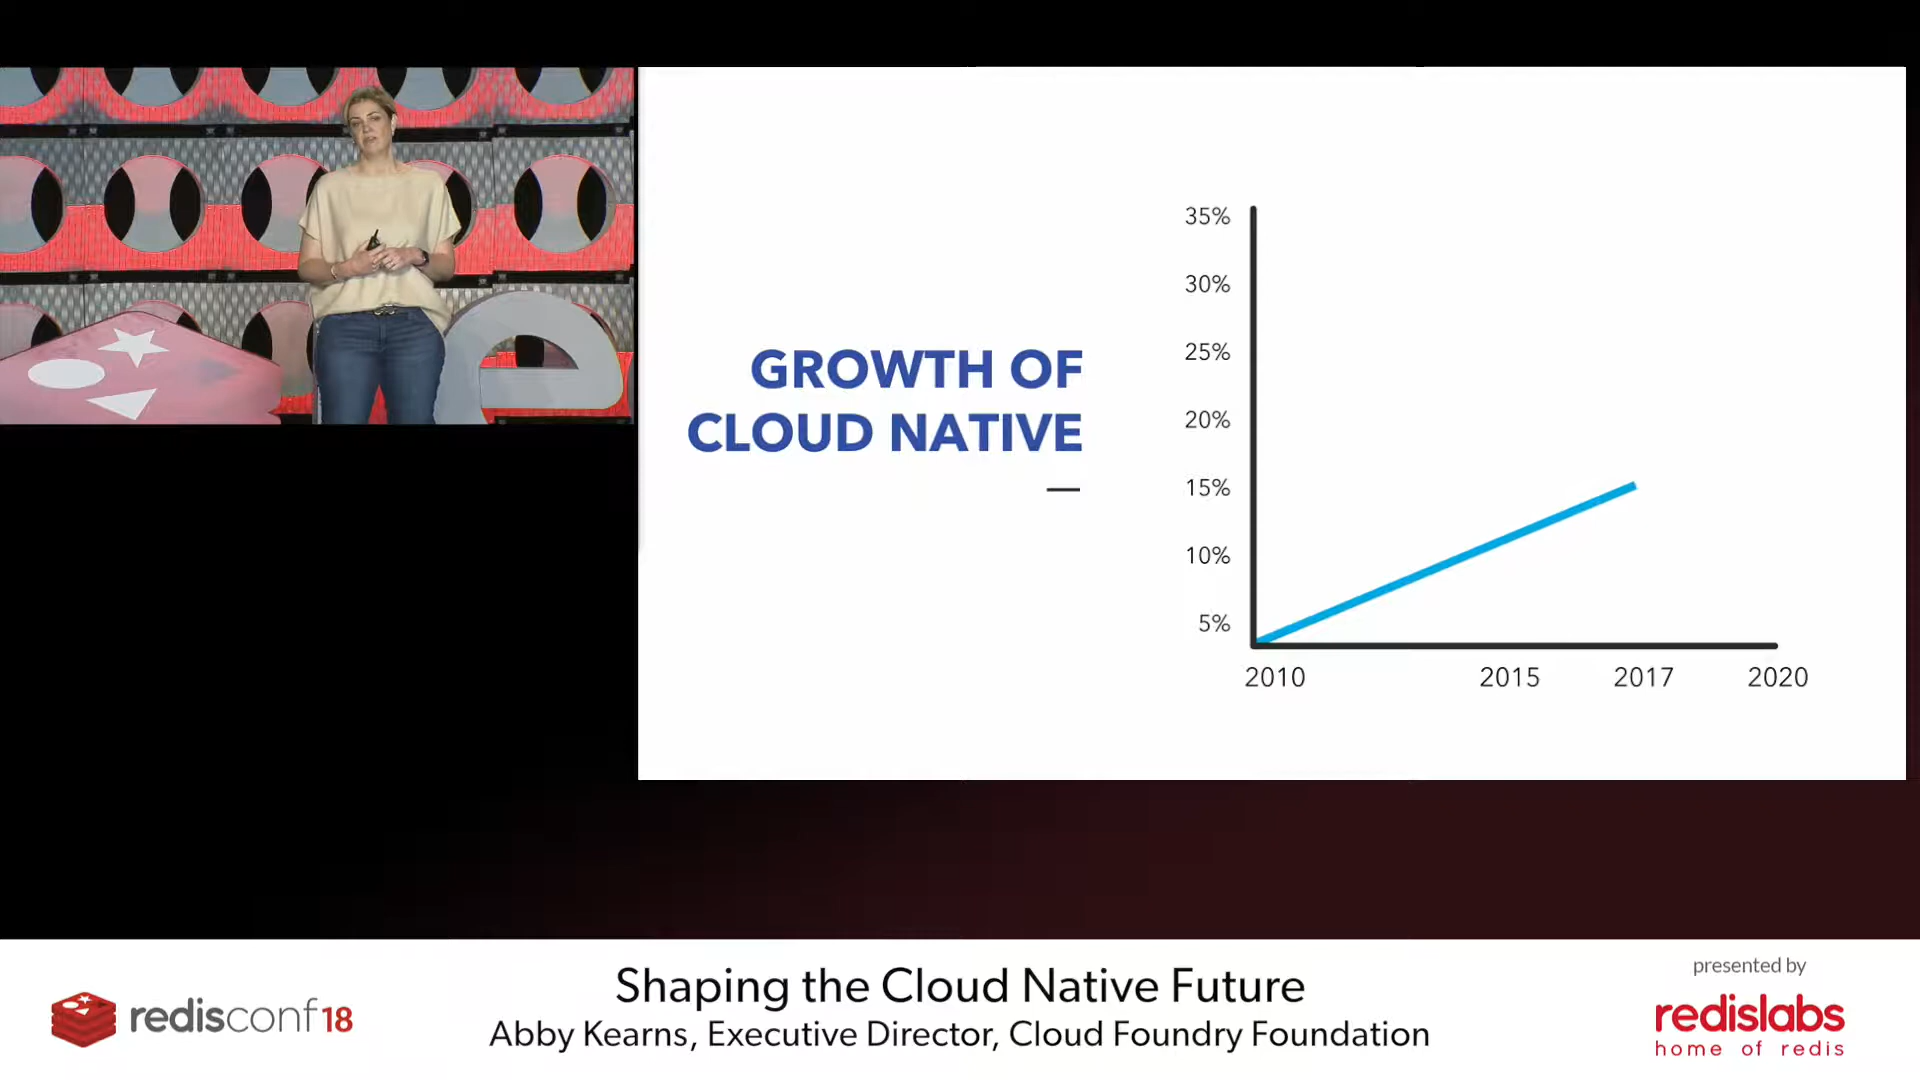 GROWTH OF
CLOUD NATIVE
35%
30%
25%
20%
15%
10%
5%
2010 2015 2017 2020
redisconf18
Shaping the Cloud Native Future
Abby Kearns, Executive Director, Cloud Foundry Foundation
presented by
redislabs
home of redis